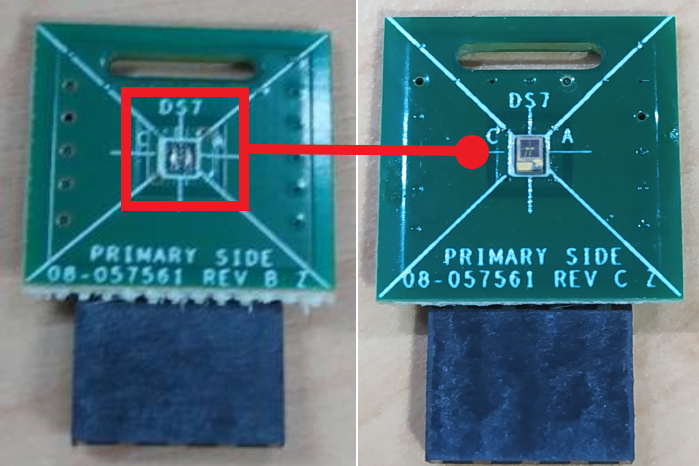 DS7
C
PRIMARY SIDE
08-057561 REV B Z
DS7
C A
PRIMARY SIDE
08-057561 REV C Z